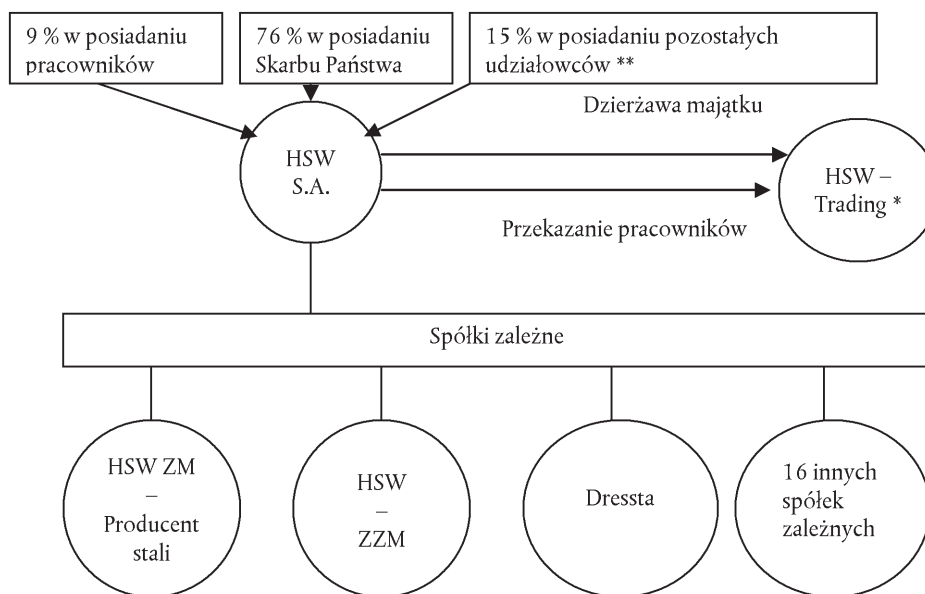 9 % w posiadaniu
pracowników
76 % w posiadaniu
Skarbu Państwa
15 % w posiadaniu pozostałych
udziałowców **
Dzierżawa majątku
HSW
S.A.
HSW –
Trading *
Przekazanie pracowników
Spółki zależne
HSW ZM
–
Producent
stali
HSW
–
ZZM
Dressta
16 innych
spółek
zależnych